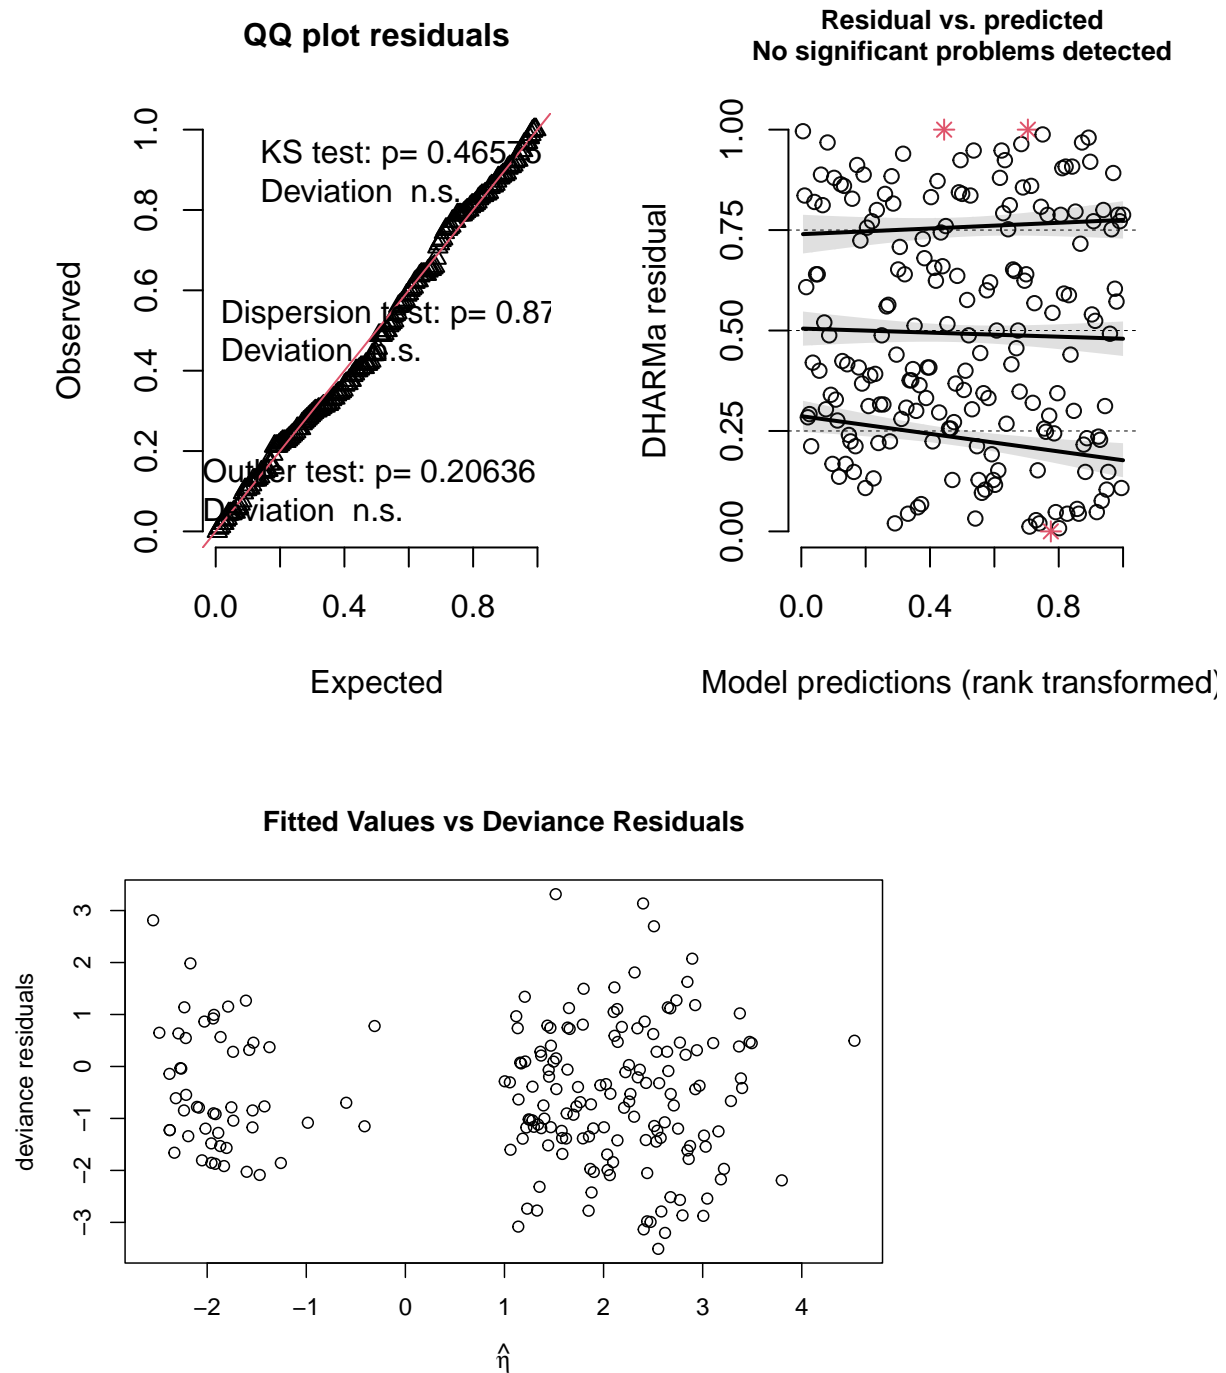 QQ plot residuals
Observed
0.0 0.2 0.4 0.6 0.8 1.0
KS test: p= 0.46576
Deviation n.s.
Dispersion test: p= 0.87
Deviation n.s.
Outlier test: p= 0.20636
Deviation n.s.
0.0 0.4 0.8
Expected
Residual vs. predicted
No significant problems detected
DHARMa residual
0.00 0.25 0.50 0.75 1.00
0.0 0.4 0.8
Model predictions (rank transformed)
Fitted Values vs Deviance Residuals
deviance residuals
−3 −2 −1 0 1 2 3
−2 −1 0 1 2 3 4
η̂